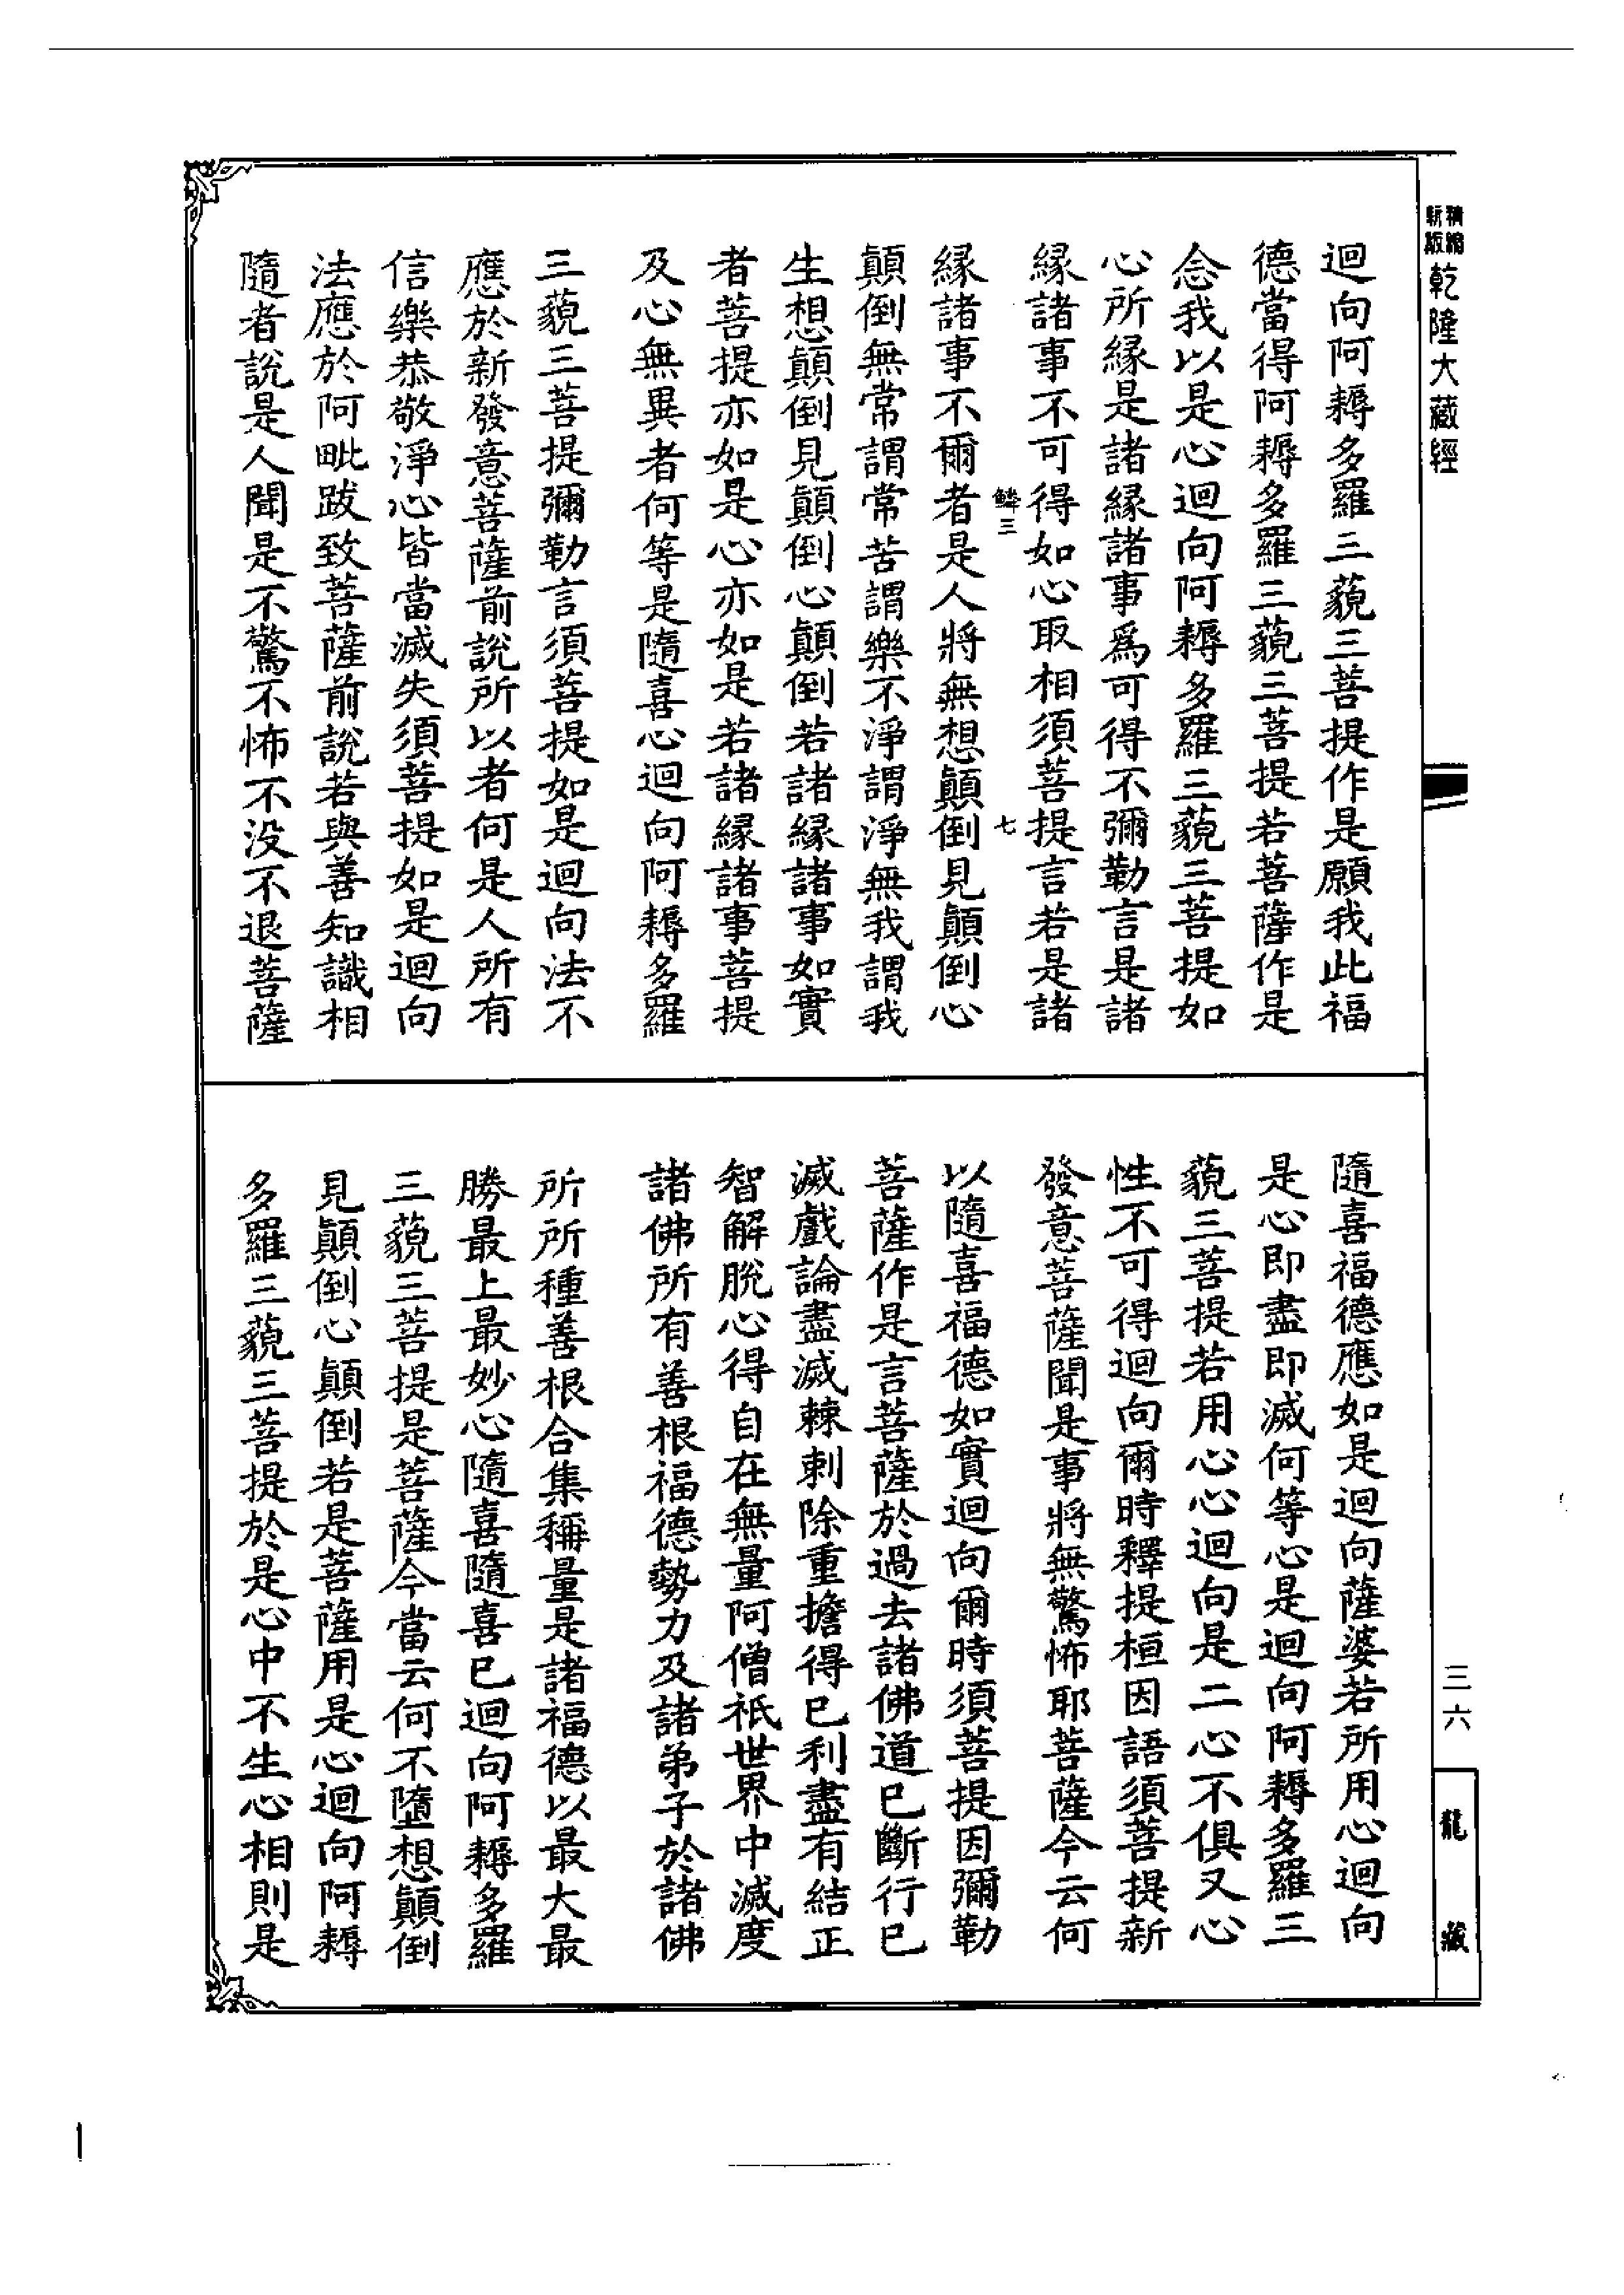 精縮新版乾隆大藏經
迴向阿耨多羅三藐三菩提作是願我此福
德當得阿耨多羅三藐三菩提若菩薩作是
念我以是心迴向阿耨多羅三藐三菩提如
心所緣是諸緣諸事為可得不彌勒言是諸
緣諸事不可得如心取相須菩提言若是諸
三 七
緣諸事不爾者是人將無想顛倒見顛倒心
顛倒無常謂常苦謂樂不淨謂淨無我謂我
生想顛倒見顛倒心顛倒若諸緣諸事如實
者菩提亦如是心亦如是若諸緣諸事菩提
及心無異者何等是隨喜心迴向阿耨多羅
三藐三菩提彌勒言須菩提如是迴向法不
應於新發意菩薩前說所以者何是人所有
信樂恭敬淨心皆當滅失須菩提如是迴向
法應於阿毗跋致菩薩前說若與善知識相
隨者說是人聞是不驚不怖不没不退菩薩
隨喜福德應如是迴向薩婆若所用心迴向
是心即盡即滅何等心是迴向阿耨多羅三
藐三菩提若用心心迴向是二心不俱又心
性不可得迴向爾時釋提桓因語須菩提新
發意菩薩聞是事將無驚怖耶菩薩今云何
以隨喜福德如實迴向爾時須菩提因彌勒
菩薩作是言菩薩於過去諸佛道已斷行已
滅戲論盡滅棘刺除重擔得已利盡有結正
智解脫心得自在無量阿僧祇世界中滅度
諸佛所有善根福德勢力及諸弟子於諸佛
所所種善根合集稱量是諸福德以最大最
勝最上最妙心隨喜隨喜已迴向阿耨多羅
三藐三菩提是菩薩今當云何不墮想顛倒
見顛倒心顛倒若是菩薩用是心迴向阿耨
多羅三藐三菩提於是心中不生心相則是
三六
龍藏